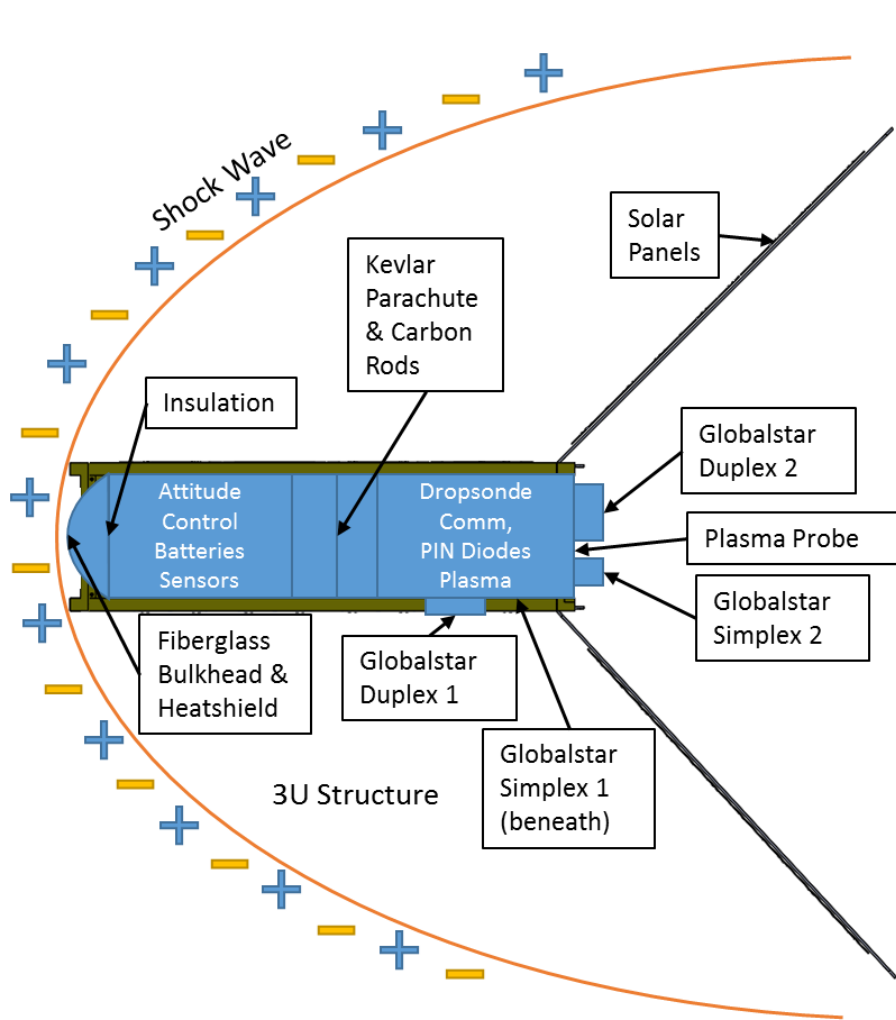 Shock Wave
Solar
Panels
Kevlar
Parachute
& Carbon
Rods
Insulation
Globalstar
Duplex 2
Attitude
Control
Batteries
Sensors
Dropsonde
Comm,
PIN Diodes
Plasma
Plasma Probe
Globalstar
Simplex 2
Fiberglass
Bulkhead &
Heatshield
Globalstar
Duplex 1
Globalstar
Simplex 1
(beneath)
3U Structure